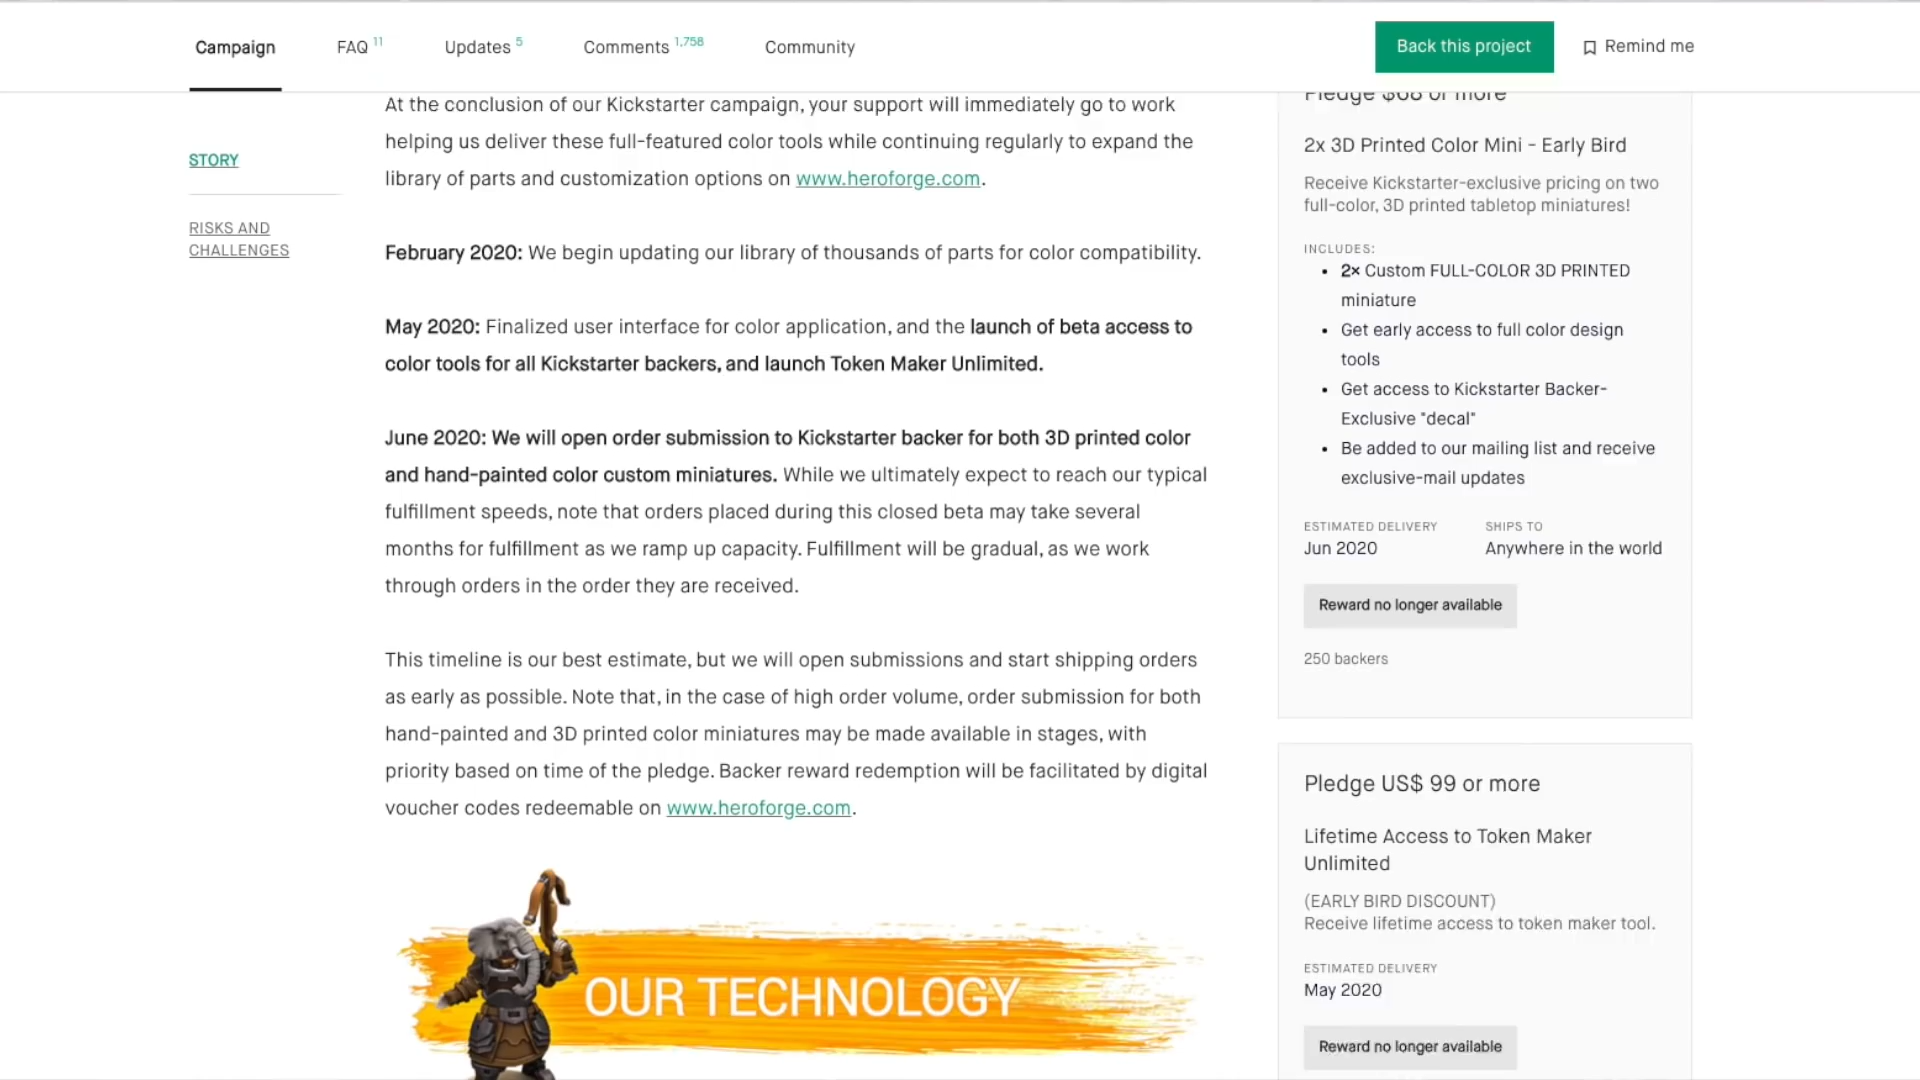 Campaign
FAQ 11
Updates 5
Comments 1,758
Community
Back this project
Remind me
STORY
RISKS AND
CHALLENGES
At the conclusion of our Kickstarter campaign, your support will immediately go to work
helping us deliver these full-featured color tools while continuing regularly to expand the
library of parts and customization options on www.heroforge.com.
February 2020: We begin updating our library of thousands of parts for color compatibility.
May 2020: Finalized user interface for color application, and the launch of beta access to
color tools for all Kickstarter backers, and launch Token Maker Unlimited.
June 2020: We will open order submission to Kickstarter backer for both 3D printed color
and hand-painted color custom miniatures. While we ultimately expect to reach our typical
fulfillment speeds, note that orders placed during this closed beta may take several
months for fulfillment as we ramp up capacity. Fulfillment will be gradual, as we work
through orders in the order they are received.
This timeline is our best estimate, but we will open submissions and start shipping orders
as early as possible. Note that, in the case of high order volume, order submission for both
hand-painted and 3D printed color miniatures may be made available in stages, with
priority based on time of the pledge. Backer reward redemption will be facilitated by digital
voucher codes redeemable on www.heroforge.com.
OUR TECHNOLOGY
Pledge $68 or more
2x 3D Printed Color Mini - Early Bird
Receive Kickstarter-exclusive pricing on two
full-color, 3D printed tabletop miniatures!
INCLUDES:
• 2× Custom FULL-COLOR 3D PRINTED
miniature
• Get early access to full color design
tools
• Get access to Kickstarter Backer-
Exclusive "decal"
• Be added to our mailing list and receive
exclusive-mail updates
ESTIMATED DELIVERY
Jun 2020
SHIPS TO
Anywhere in the world
Reward no longer available
250 backers
Pledge US$ 99 or more
Lifetime Access to Token Maker
Unlimited
(EARLY BIRD DISCOUNT)
Receive lifetime access to token maker tool.
ESTIMATED DELIVERY
May 2020
Reward no longer available